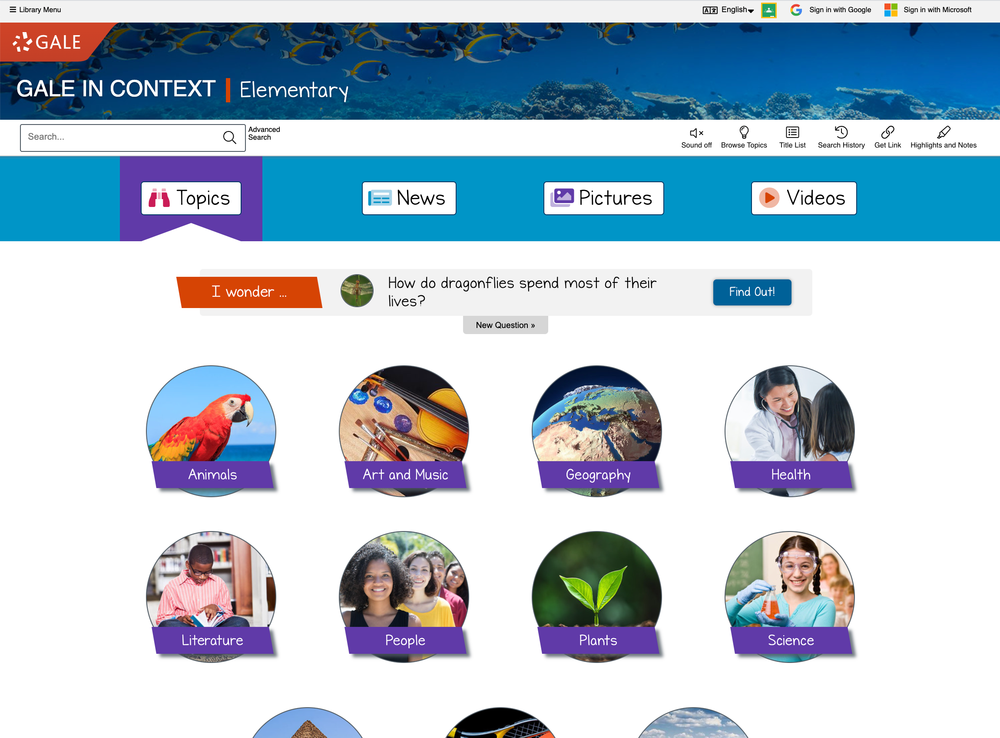 Library Menu
English
Sign in with Google
Sign in with Microsoft
GALE
GALE IN CONTEXT Elementary
Search...
Advanced
Search
Sound off
Browse Topics
Title List
Search History
Get Link
Highlights and Notes
Topics
News
Pictures
Videos
I wonder ...
How do dragonflies spend most of their
lives?
Find Out!
New Question »
Animals
Art and Music
Geography
Health
Literature
People
Plants
Science